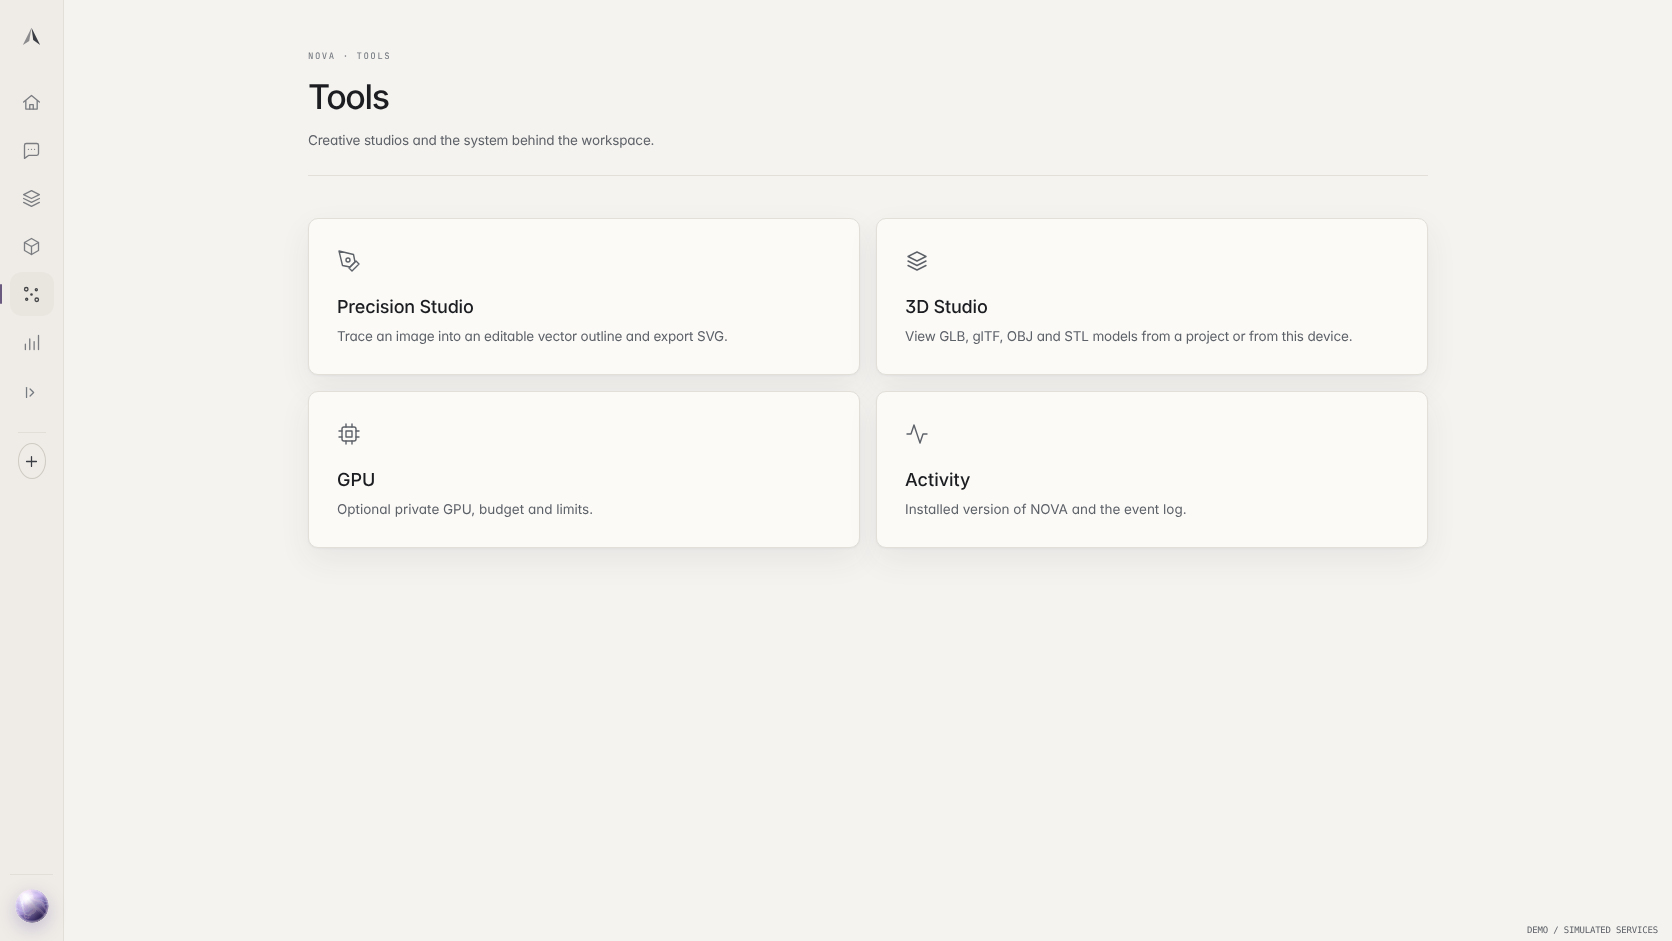 NOVA · TOOLS
Tools
Creative studios and the system behind the workspace.
Precision Studio
Trace an image into an editable vector outline and export SVG.
3D Studio
View GLB, glTF, OBJ and STL models from a project or from this device.
GPU
Optional private GPU, budget and limits.
Activity
Installed version of NOVA and the event log.
DEMO / SIMULATED SERVICES